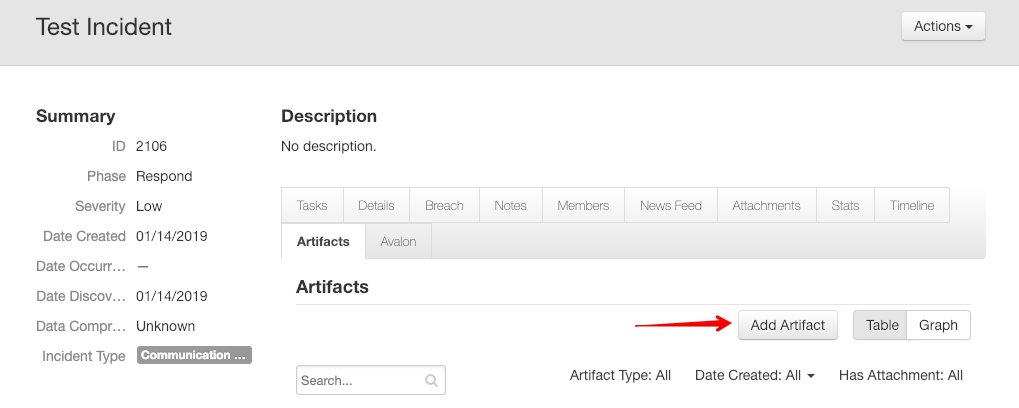 Test Incident
Actions
Summary
ID 2106
Phase Respond
Severity Low
Date Created 01/14/2019
Date Occurr... —
Date Discov... 01/14/2019
Data Compr... Unknown
Incident Type Communication ...
Description
No description.
Tasks Details Breach Notes Members News Feed Attachments Stats Timeline
Artifacts Avalon
Artifacts
Add Artifact Table Graph
Search... Artifact Type: All Date Created: All Has Attachment: All